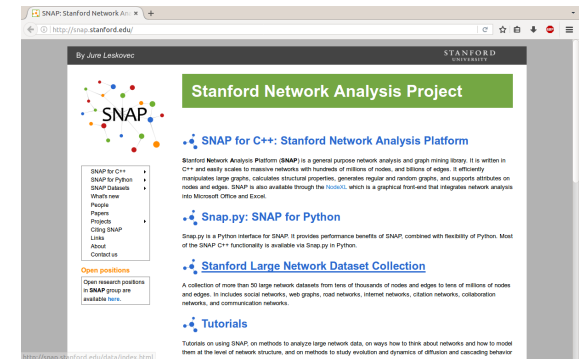 SNAP: Stanford Network An
http://snap.stanford.edu/
By Jure Leskovec
STANFORD
UNIVERSITY
SNAP
Stanford Network Analysis Project
SNAP for C++
SNAP for Python
SNAP Datasets
What's new
People
Papers
Projects
Citing SNAP
Links
About
Contact us
Open positions
Open research positions
in SNAP group are
available here.
SNAP for C++: Stanford Network Analysis Platform
Stanford Network Analysis Platform (SNAP) is a general purpose network analysis and graph mining library. It is written in
C++ and easily scales to massive networks with hundreds of millions of nodes, and billions of edges. It efficiently
manipulates large graphs, calculates structural properties, generates regular and random graphs, and supports attributes on
nodes and edges. SNAP is also available through the NodeXL which is a graphical front-end that integrates network analysis
into Microsoft Office and Excel.
Snap.py: SNAP for Python
Snap.py is a Python interface for SNAP. It provides performance benefits of SNAP, combined with flexibility of Python. Most
of the SNAP C++ functionality is available via Snap.py in Python.
Stanford Large Network Dataset Collection
A collection of more than 50 large network datasets from tens of thousands of nodes and edges to tens of millions of nodes
and edges. In includes social networks, web graphs, road networks, internet networks, citation networks, collaboration
networks, and communication networks.
Tutorials
Tutorials on using SNAP, on methods to analyze large network data, on ways how to think about networks and how to model
them at the level of network structure, and on methods to study evolution and dynamics of diffusion and cascading behavior
http://snap.stanford.edu/data/index.html